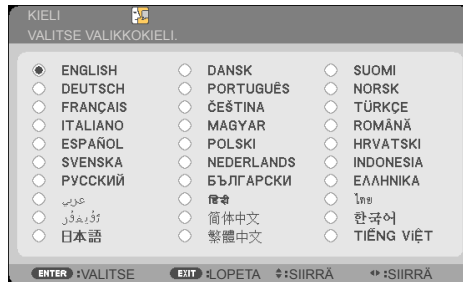 KIELI
VALITSE VALIKKOKIELI.
ENGLISH DANSK SUOMI
DEUTSCH PORTUGUÊS NORSK
FRANÇAIS ČEŠTINA TÜRKÇE
ITALIANO MAGYAR ROMÂNĂ
ESPAÑOL POLSKI HRVATSKI
SVENSKA NEDERLANDS INDONESIA
РУССКИЙ БЪЛГАРСКИ ΕΛΛΗΝΙΚΑ
عربي हिन्दी ไทย
简体中文 한국어
日本語 繁體中文 TIẾNG VIỆT
ENTER :VALITSE EXIT :LOPETA :SIIRRÄ :SIIRRÄ